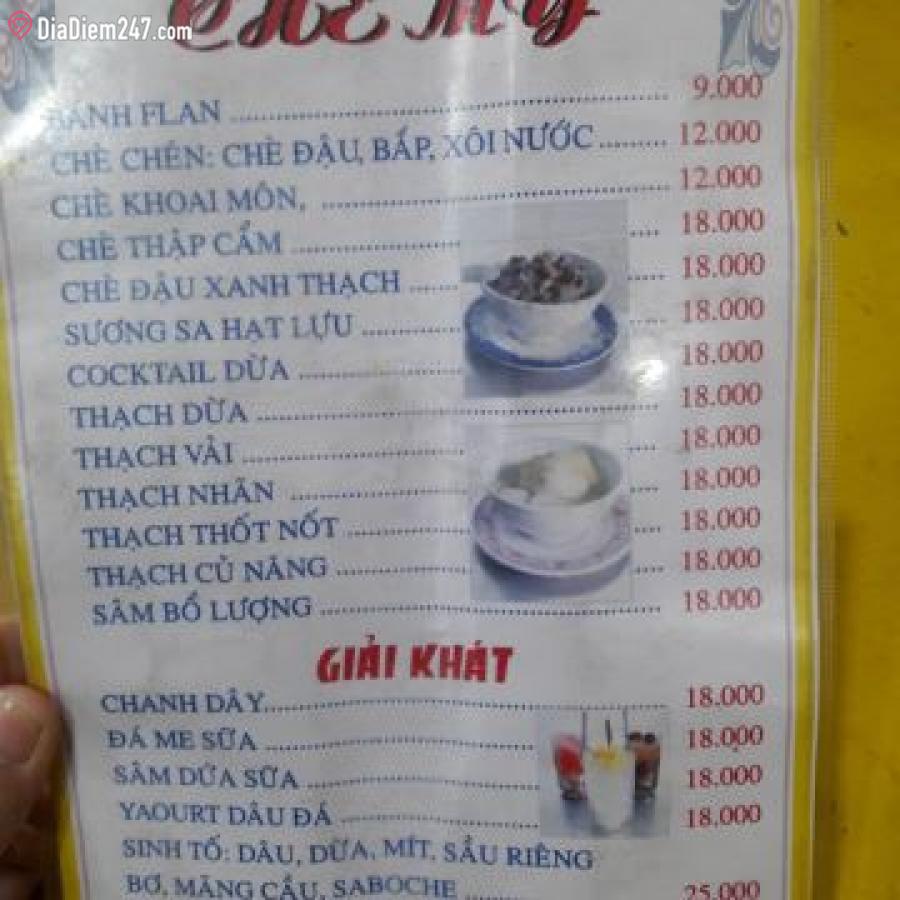 DiaDiem247.com
CHÈ MỸ
BÁNH FLAN ........ 9.000
CHÈ CHÉN: CHÈ ĐẬU, BẮP, XÔI NƯỚC ........ 12.000
CHÈ KHOAI MÔN, ........ 12.000
CHÈ THẬP CẨM ........ 18.000
CHÈ ĐẬU XANH THẠCH ........ 18.000
SƯƠNG SA HẠT LỰU ........ 18.000
COCKTAIL DỪA ........ 18.000
THẠCH DỪA ........ 18.000
THẠCH VẢI ........ 18.000
THẠCH NHÃN ........ 18.000
THẠCH THỐT NỐT ........ 18.000
THẠCH CỦ NĂNG ........ 18.000
SÂM BỔ LƯỢNG ........ 18.000
GIẢI KHÁT
CHANH DÂY ........ 18.000
ĐÁ ME SỮA ........ 18.000
SÂM DỨA SỮA ........ 18.000
YAOURT DÂU ĐÁ ........ 18.000
SINH TỐ: DÂU, DỪA, MÍT, SẦU RIÊNG
BƠ, MÃNG CẦU, SABOCHE ........ 25.000